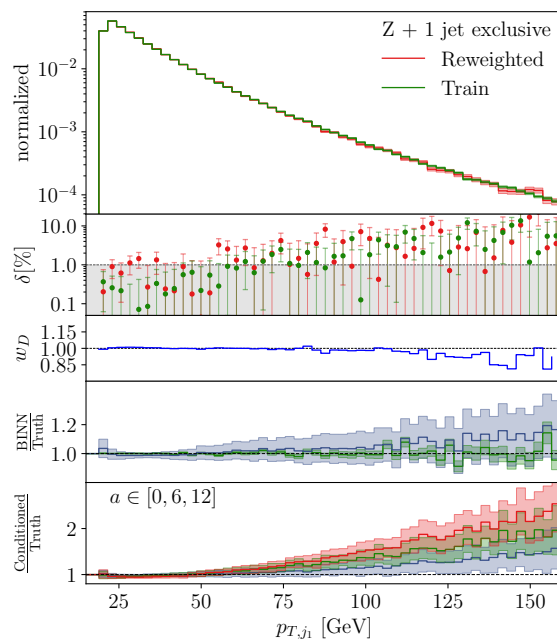 Z + 1 jet exclusive
Reweighted
Train
normalized
10^{-2}
10^{-3}
10^{-4}
δ[%]
10.0
1.0
0.1
w_D
1.15
1.00
0.85
BINN
Truth
1.2
1.0
a ∈ [0, 6, 12]
Conditioned
Truth
2
1
25 50 75 100 125 150
p_{T,j_1} [GeV]